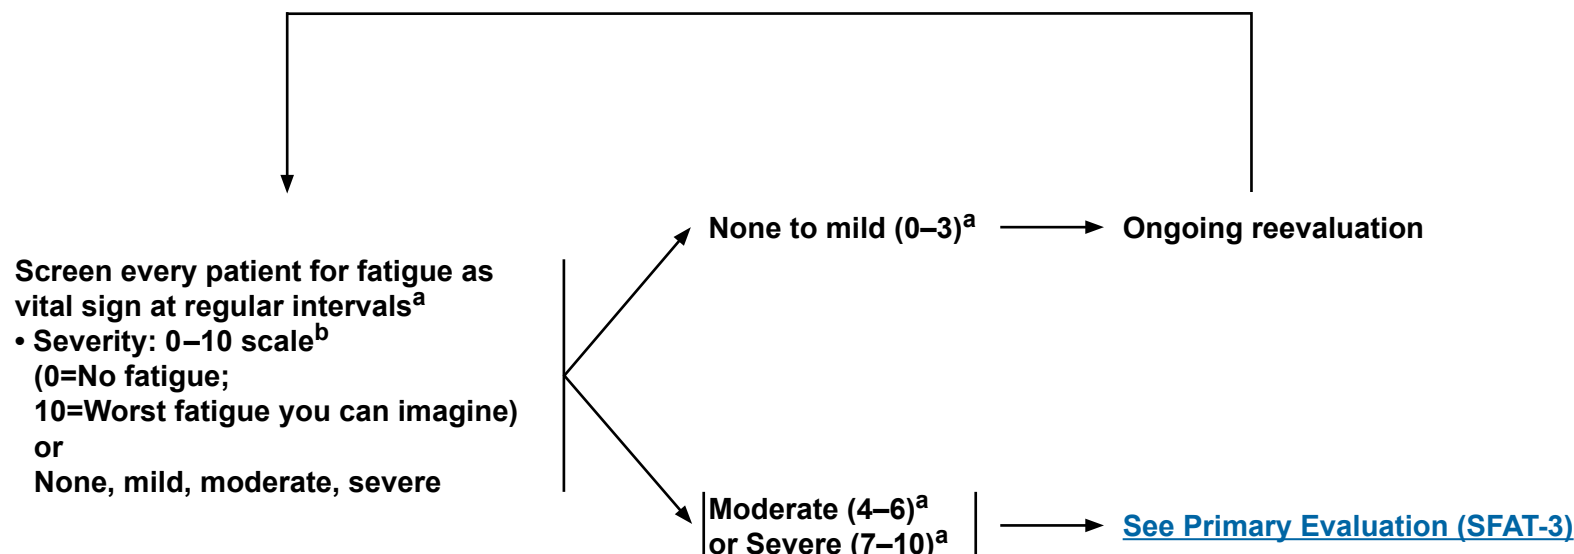 Screen every patient for fatigue as
vital sign at regular intervalsa
• Severity: 0–10 scaleb
(0=No fatigue;
10=Worst fatigue you can imagine)
or
None, mild, moderate, severe
None to mild (0–3)a
Ongoing reevaluation
Moderate (4–6)a
or Severe (7–10)a
See Primary Evaluation (SFAT-3)